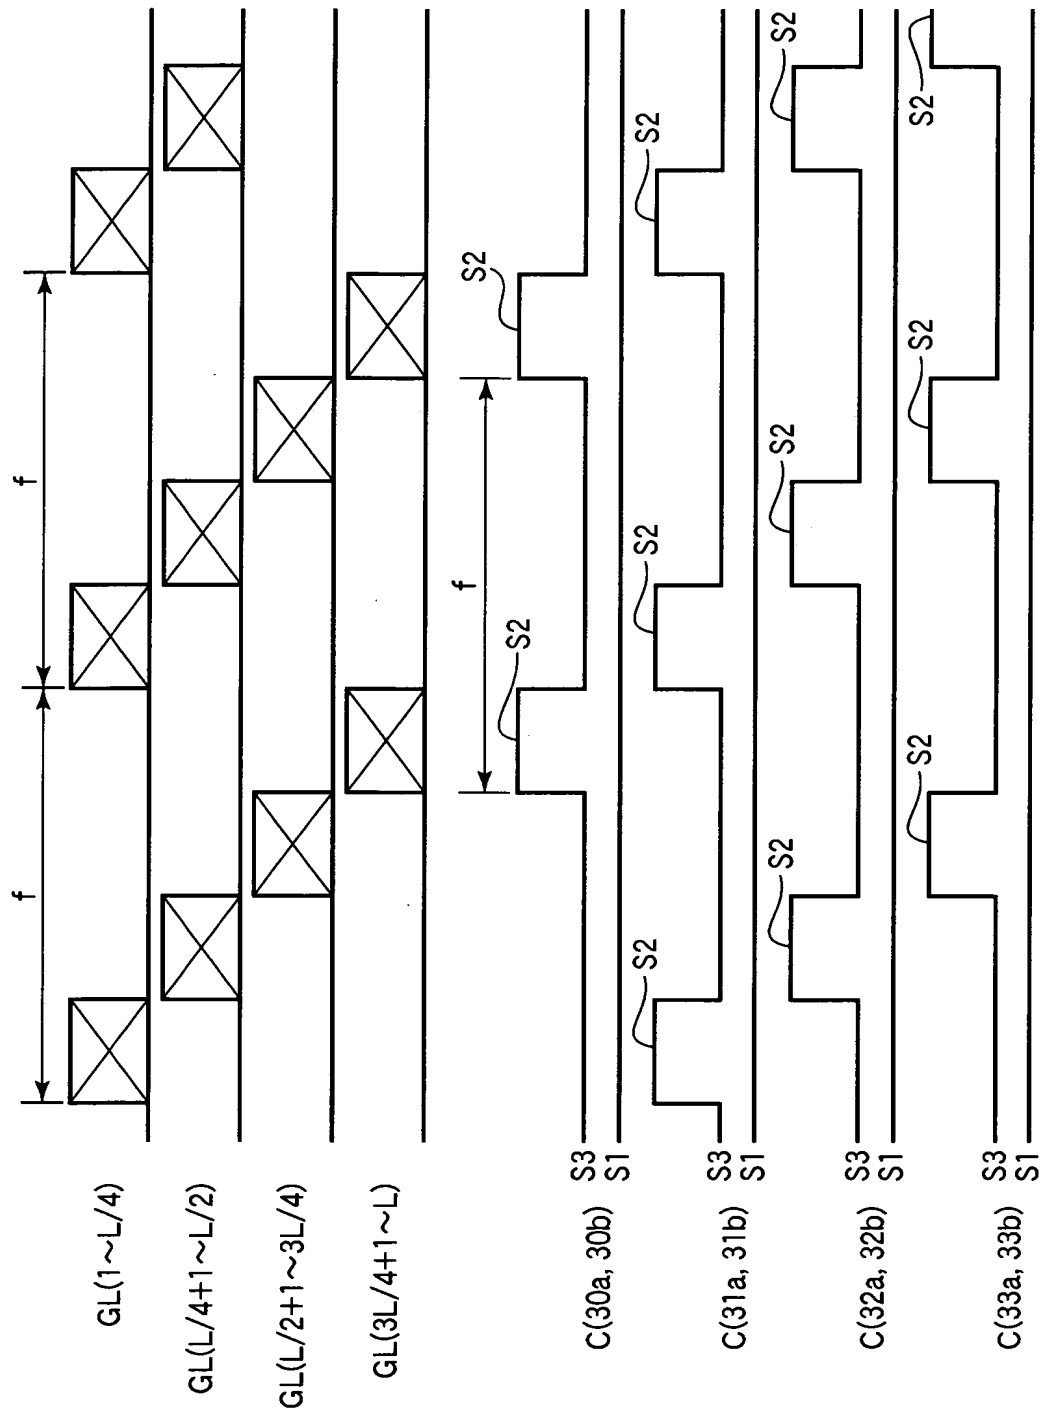 f
f
GL(1~L/4)
GL(L/4+1~L/2)
GL(L/2+1~3L/4)
GL(3L/4+1~L)
f
S2
S2
C(30a, 30b)
S3
S1
S2
S2
S2
C(31a, 31b)
S3
S1
S2
S2
S2
C(32a, 32b)
S3
S1
S2
S2
S2
C(33a, 33b)
S3
S1